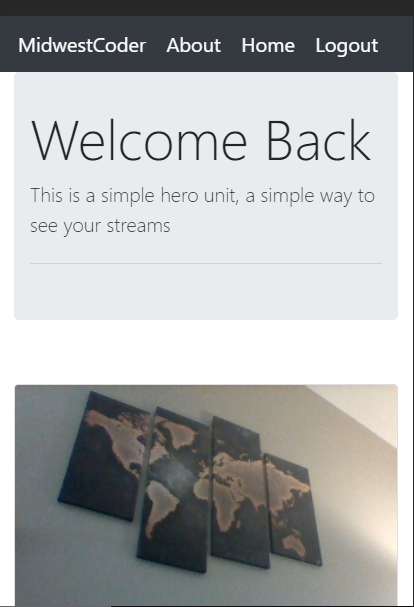 MidwestCoder About Home Logout
Welcome Back
This is a simple hero unit, a simple way to
see your streams